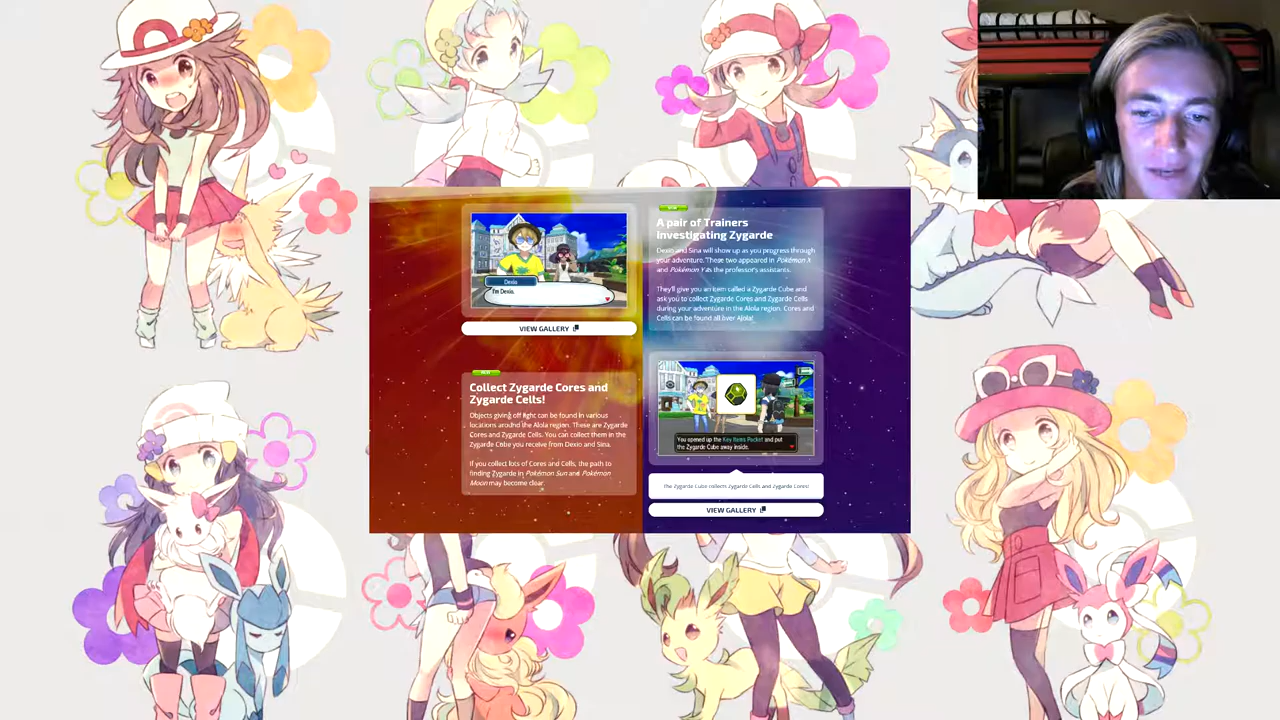 Dexio
I'm Dexio.
VIEW GALLERY
NEW
A pair of Trainers
investigating Zygarde
Dexio and Sina will show up as you progress through
your adventure. These two appeared in Pokémon X
and Pokémon Y as the professor's assistants.
They'll give you an item called a Zygarde Cube and
ask you to collect Zygarde Cores and Zygarde Cells
during your adventure in the Alola region. Cores and
Cells can be found all over Alola!
NEW
Collect Zygarde Cores and
Zygarde Cells!
Objects giving off light can be found in various
locations around the Alola region. These are Zygarde
Cores and Zygarde Cells. You can collect them in the
Zygarde Cube you receive from Dexio and Sina.
If you collect lots of Cores and Cells, the path to
finding Zygarde in Pokémon Sun and Pokémon
Moon may become clear.
You opened up the Key Items Pocket and put
the Zygarde Cube away inside.
The Zygarde Cube collects Zygarde Cells and Zygarde Cores!
VIEW GALLERY